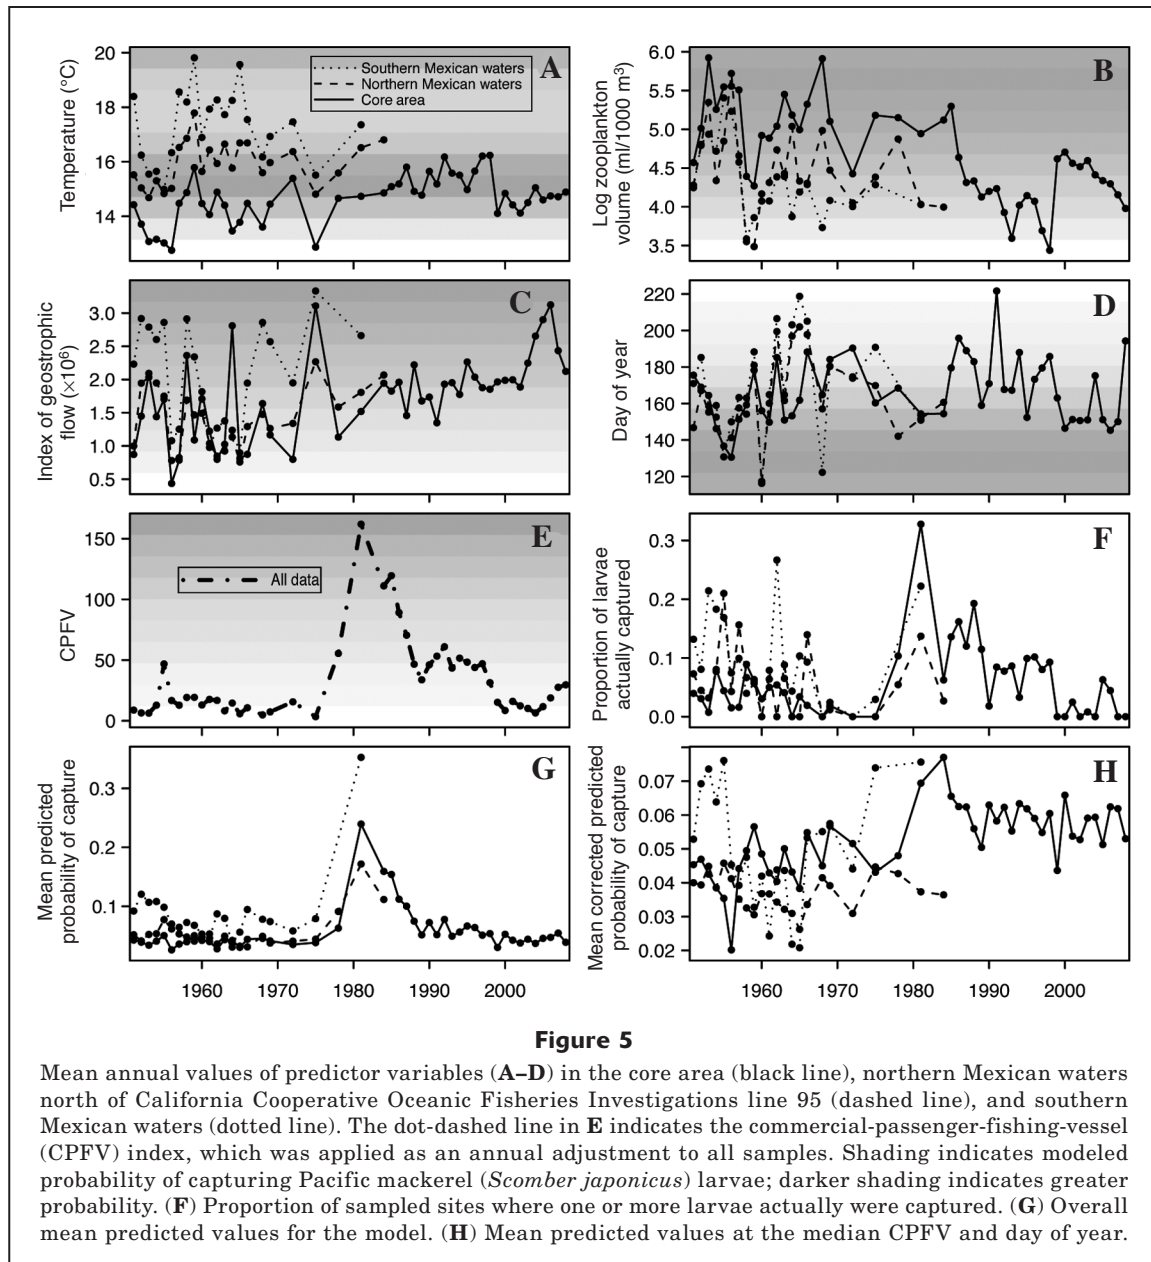 A
Temperature (°C)
20
18
16
14
Southern Mexican waters
Northern Mexican waters
Core area
B
Log zooplankton
volume (ml/1000 m³)
6.0
5.5
5.0
4.5
4.0
3.5
C
Index of geostrophic
flow (×10⁶)
3.0
2.5
2.0
1.5
1.0
0.5
D
Day of year
220
200
180
160
140
120
E
CPFV
150
100
50
0
All data
F
Proportion of larvae
actually captured
0.3
0.2
0.1
0.0
G
Mean predicted
probability of capture
0.3
0.2
0.1
1960 1970 1980 1990 2000
H
Mean corrected predicted
probability of capture
0.07
0.06
0.05
0.04
0.03
0.02
1960 1970 1980 1990 2000
Figure 5
Mean annual values of predictor variables (A–D) in the core area (black line), northern Mexican waters
north of California Cooperative Oceanic Fisheries Investigations line 95 (dashed line), and southern
Mexican waters (dotted line). The dot-dashed line in E indicates the commercial-passenger-fishing-vessel
(CPFV) index, which was applied as an annual adjustment to all samples. Shading indicates modeled
probability of capturing Pacific mackerel (Scomber japonicus) larvae; darker shading indicates greater
probability. (F) Proportion of sampled sites where one or more larvae actually were captured. (G) Overall
mean predicted values for the model. (H) Mean predicted values at the median CPFV and day of year.